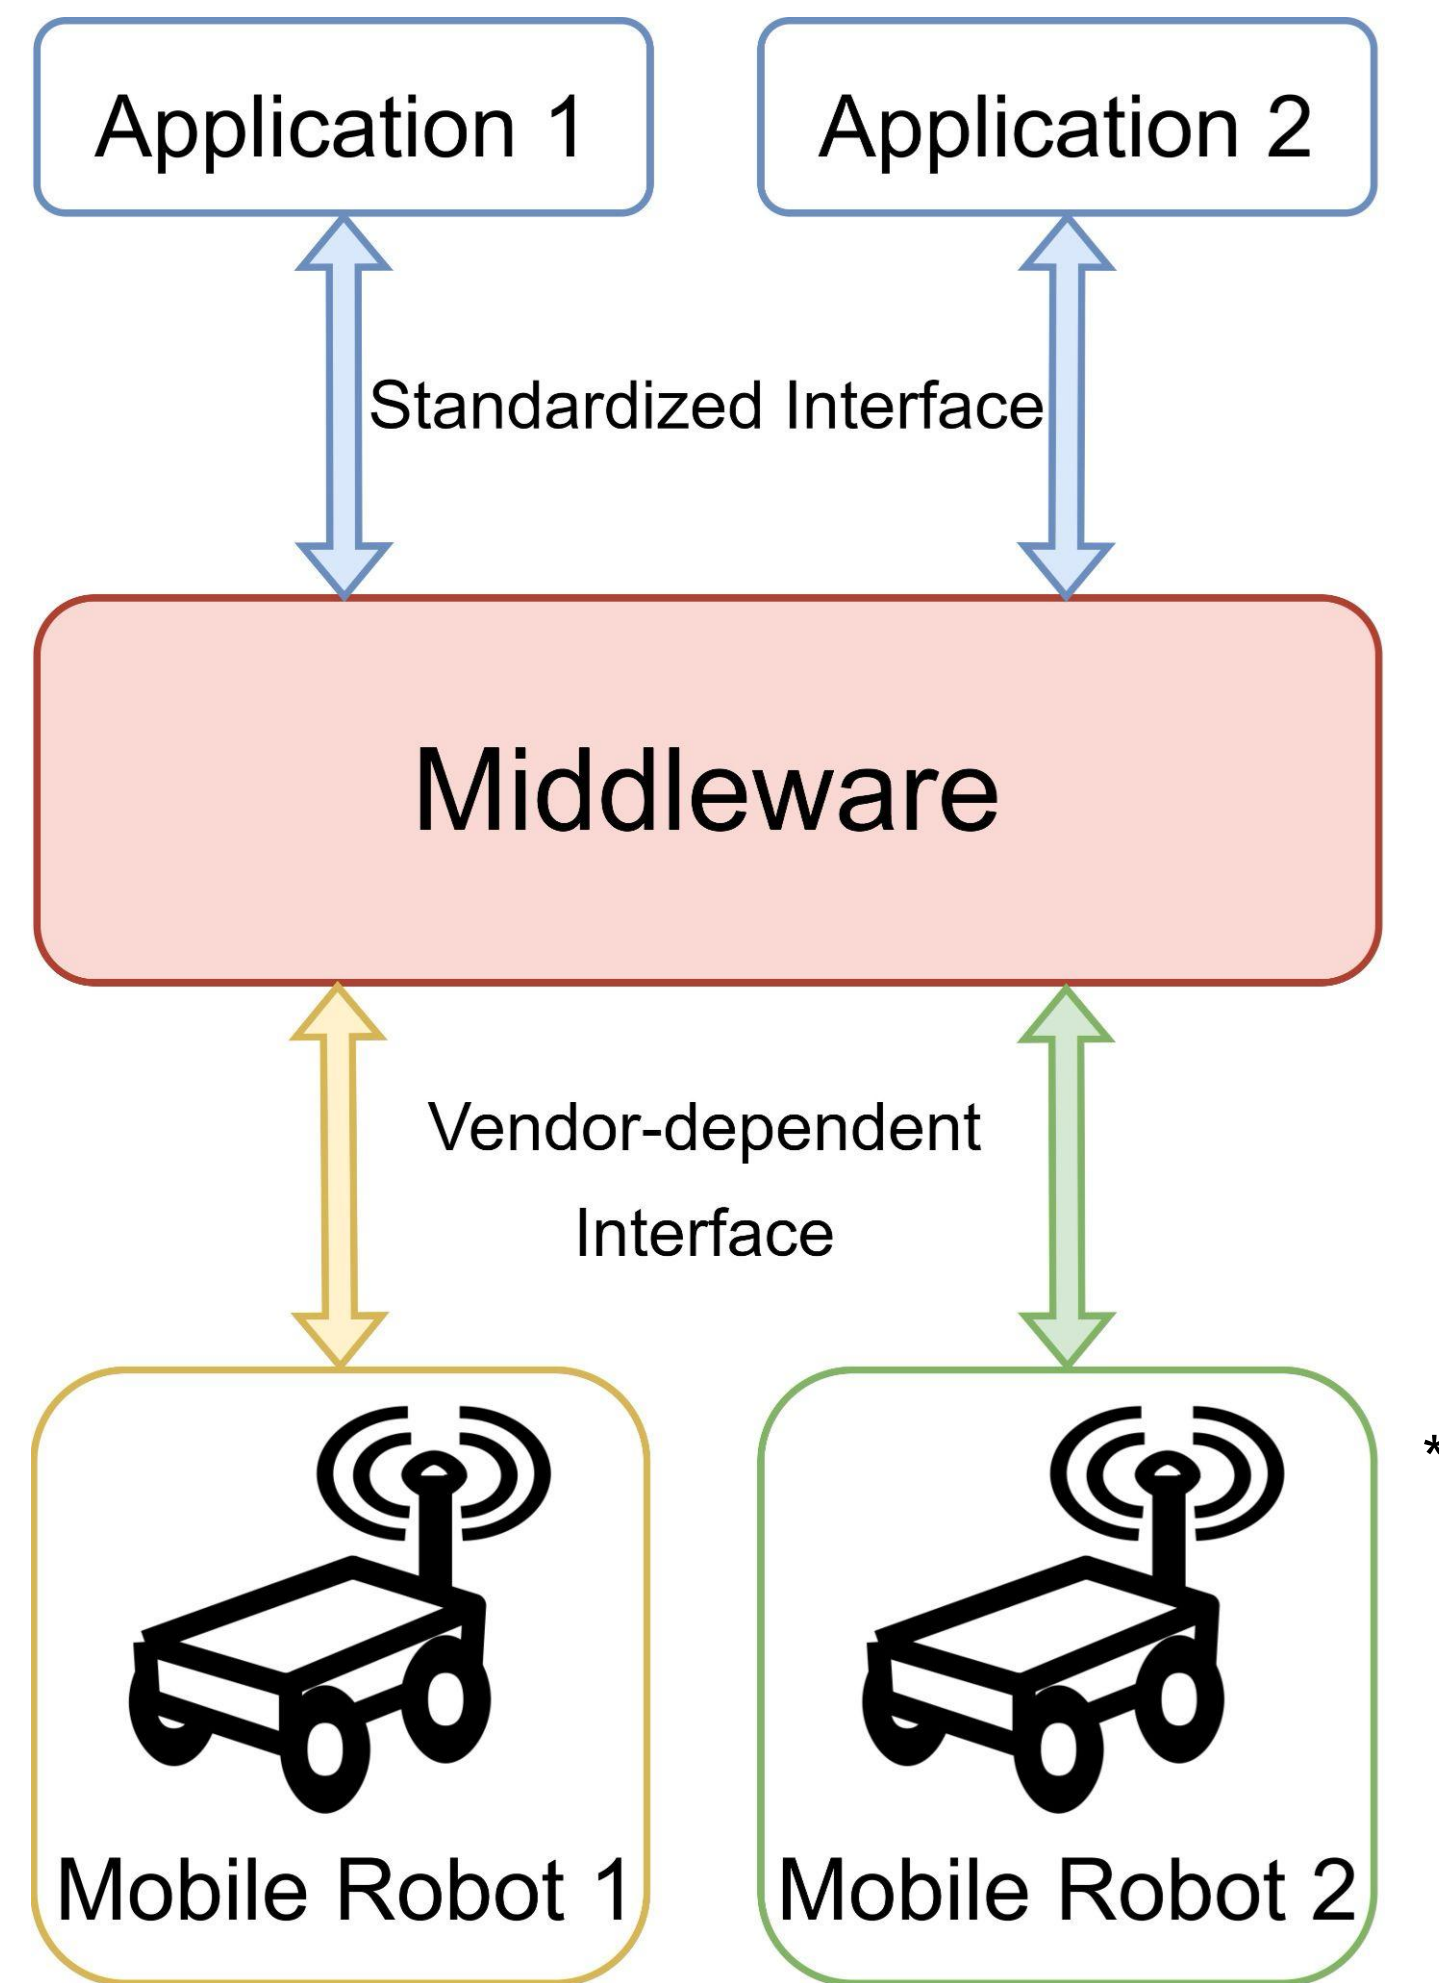 Application 1
Application 2
Standardized Interface
Middleware
Vendor-dependent
Interface
*
Mobile Robot 1
Mobile Robot 2